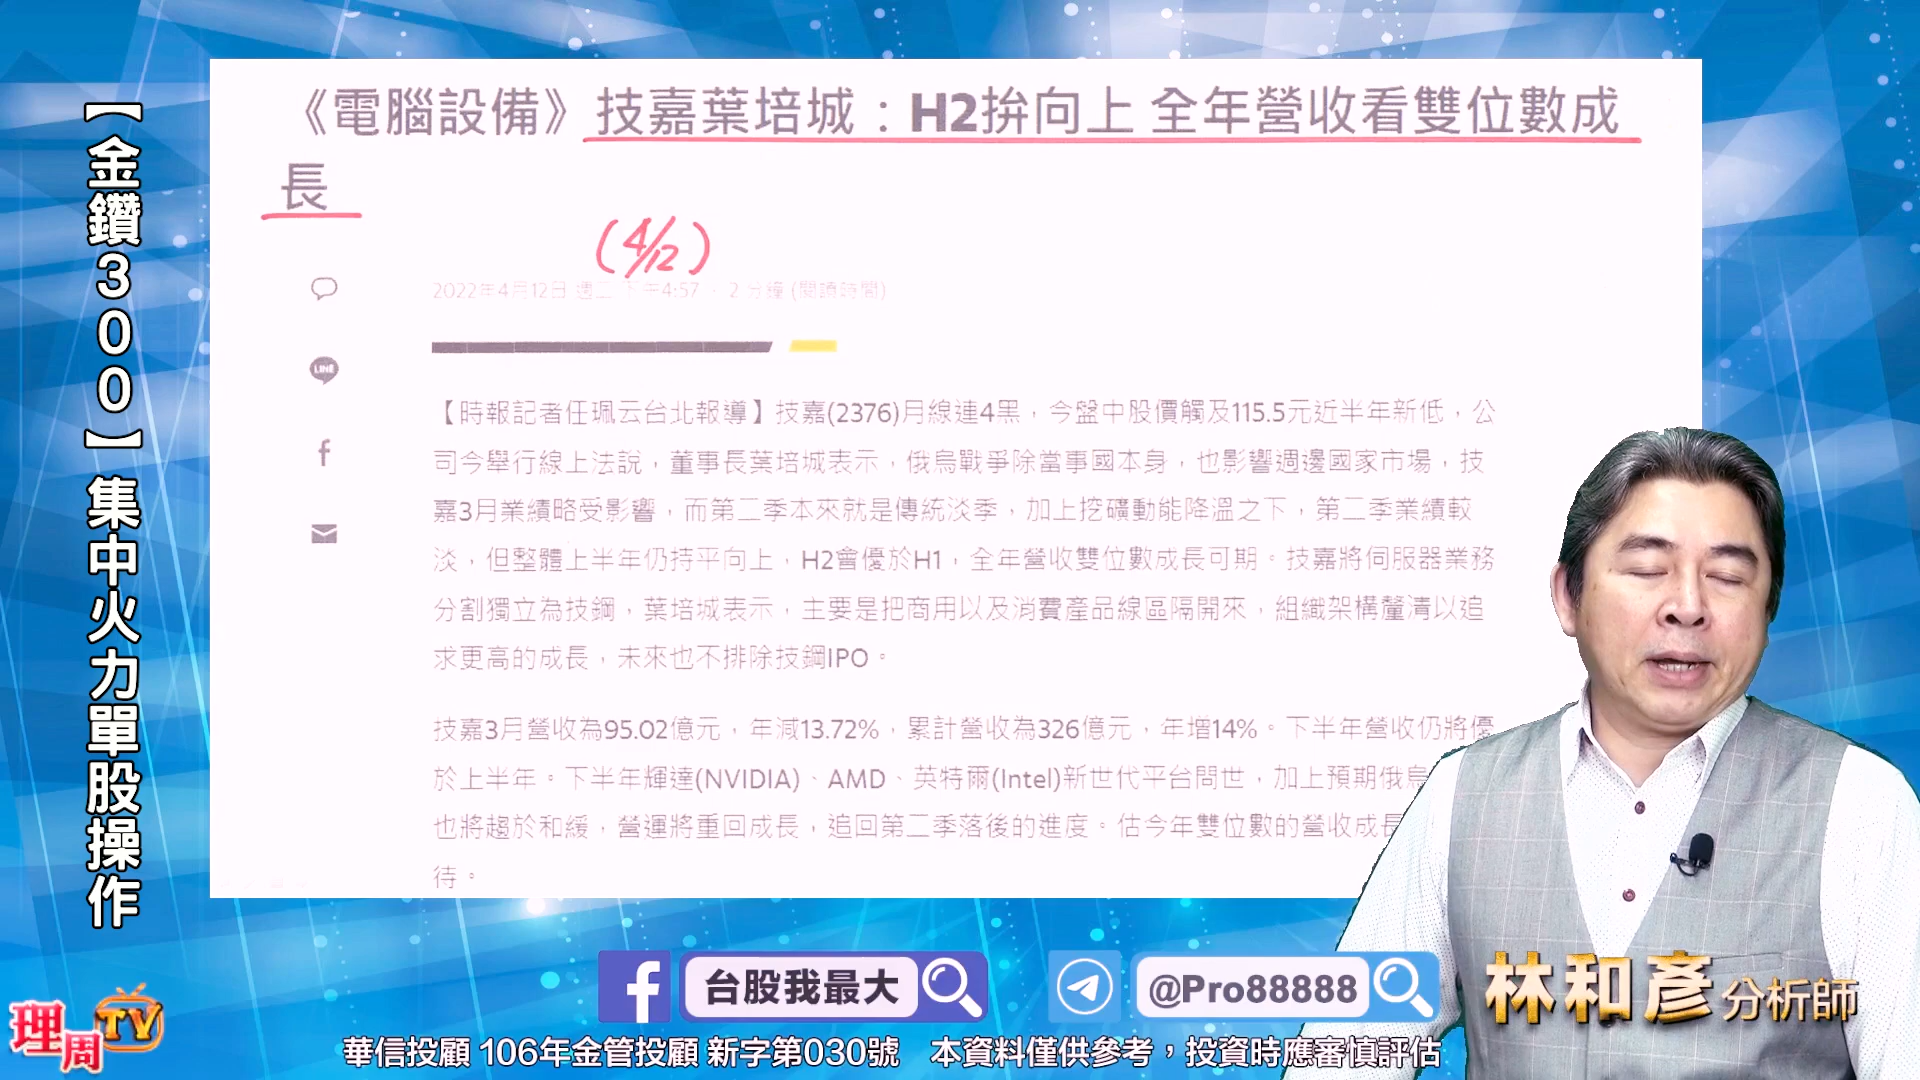 【金鑽300】集中火力單股操作
《電腦設備》技嘉葉培城：H2拚向上 全年營收看雙位數成
長
(4/12)
2022年4月12日 週二 下午4:57 · 2 分鐘 (閱讀時間)
LINE
【時報記者任珮云台北報導】技嘉(2376)月線連4黑，今盤中股價觸及115.5元近半年新低，公
司今舉行線上法說，董事長葉培城表示，俄烏戰爭除當事國本身，也影響週邊國家市場，技
嘉3月業績略受影響，而第二季本來就是傳統淡季，加上挖礦動能降溫之下，第二季業績較
淡，但整體上半年仍持平向上，H2會優於H1，全年營收雙位數成長可期。技嘉將伺服器業務
分割獨立為技鋼，葉培城表示，主要是把商用以及消費產品線區隔開來，組織架構釐清以追
求更高的成長，未來也不排除技鋼IPO。
技嘉3月營收為95.02億元，年減13.72%，累計營收為326億元，年增14%。下半年營收仍將優
於上半年。下半年輝達(NVIDIA)、AMD、英特爾(Intel)新世代平台問世，加上預期俄烏
也將趨於和緩，營運將重回成長，追回第二季落後的進度。估今年雙位數的營收成長
待。
f 台股我最大
@Pro88888
林和彥 分析師
理周TV
華信投顧 106年金管投顧 新字第030號 本資料僅供參考，投資時應審慎評估